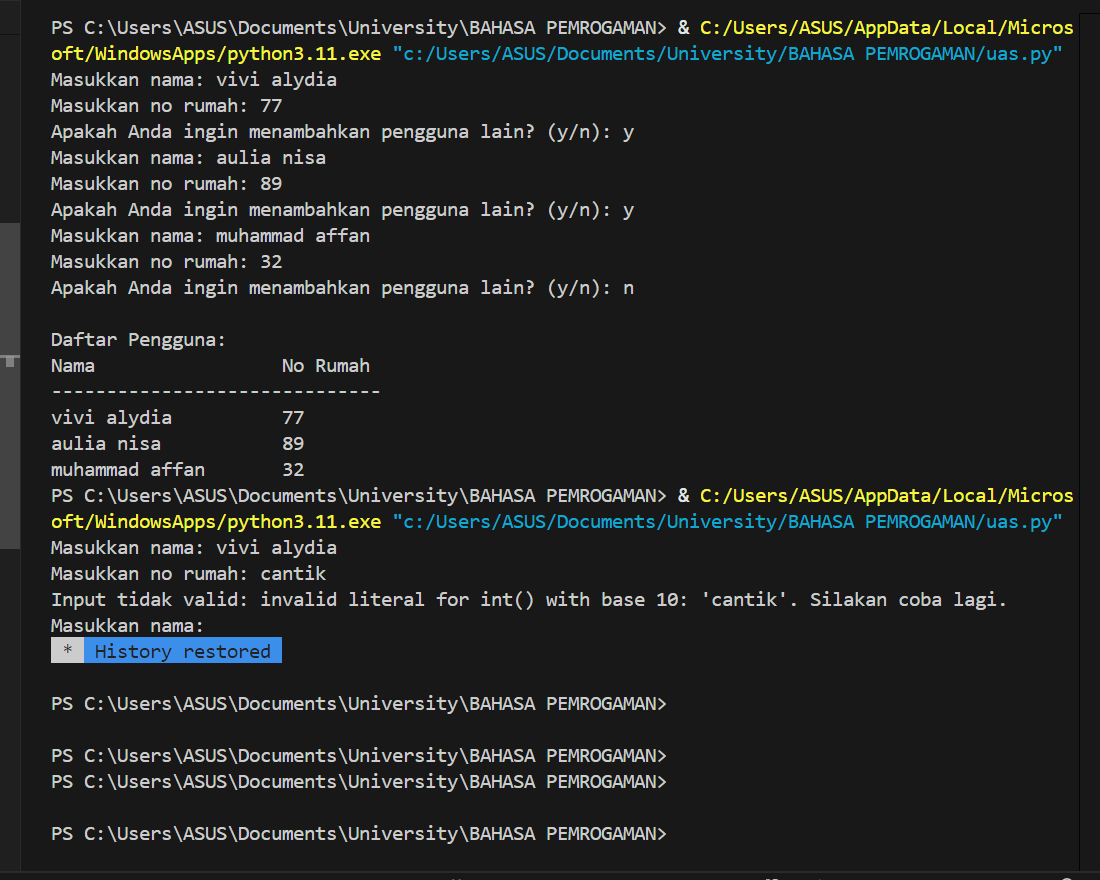 PS C:\Users\ASUS\Documents\University\BAHASA PEMROGAMAN> & C:/Users/ASUS/AppData/Local/Micros
oft/WindowsApps/python3.11.exe "c:/Users/ASUS/Documents/University/BAHASA PEMROGAMAN/uas.py"
Masukkan nama: vivi alydia
Masukkan no rumah: 77
Apakah Anda ingin menambahkan pengguna lain? (y/n): y
Masukkan nama: aulia nisa
Masukkan no rumah: 89
Apakah Anda ingin menambahkan pengguna lain? (y/n): y
Masukkan nama: muhammad affan
Masukkan no rumah: 32
Apakah Anda ingin menambahkan pengguna lain? (y/n): n
Daftar Pengguna:
Nama                 No Rumah
------------------------------
vivi alydia          77
aulia nisa           89
muhammad affan       32
PS C:\Users\ASUS\Documents\University\BAHASA PEMROGAMAN> & C:/Users/ASUS/AppData/Local/Micros
oft/WindowsApps/python3.11.exe "c:/Users/ASUS/Documents/University/BAHASA PEMROGAMAN/uas.py"
Masukkan nama: vivi alydia
Masukkan no rumah: cantik
Input tidak valid: invalid literal for int() with base 10: 'cantik'. Silakan coba lagi.
Masukkan nama:
* History restored
PS C:\Users\ASUS\Documents\University\BAHASA PEMROGAMAN>
PS C:\Users\ASUS\Documents\University\BAHASA PEMROGAMAN>
PS C:\Users\ASUS\Documents\University\BAHASA PEMROGAMAN>
PS C:\Users\ASUS\Documents\University\BAHASA PEMROGAMAN>